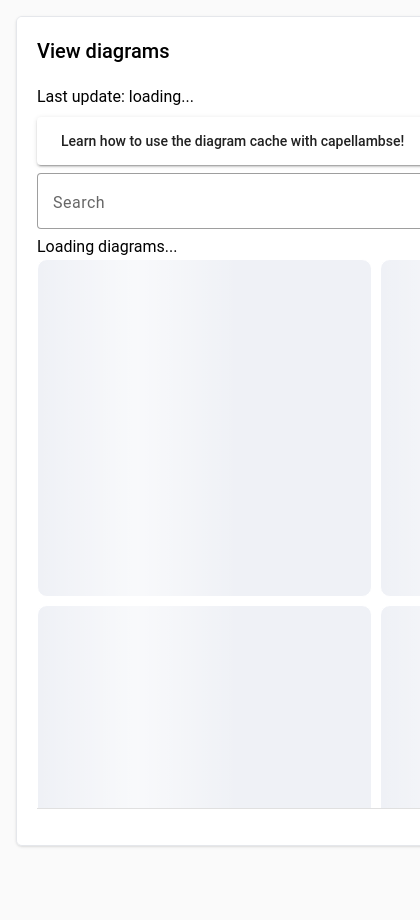 View diagrams
Last update: loading...
Learn how to use the diagram cache with capellambse!
Search
Loading diagrams...